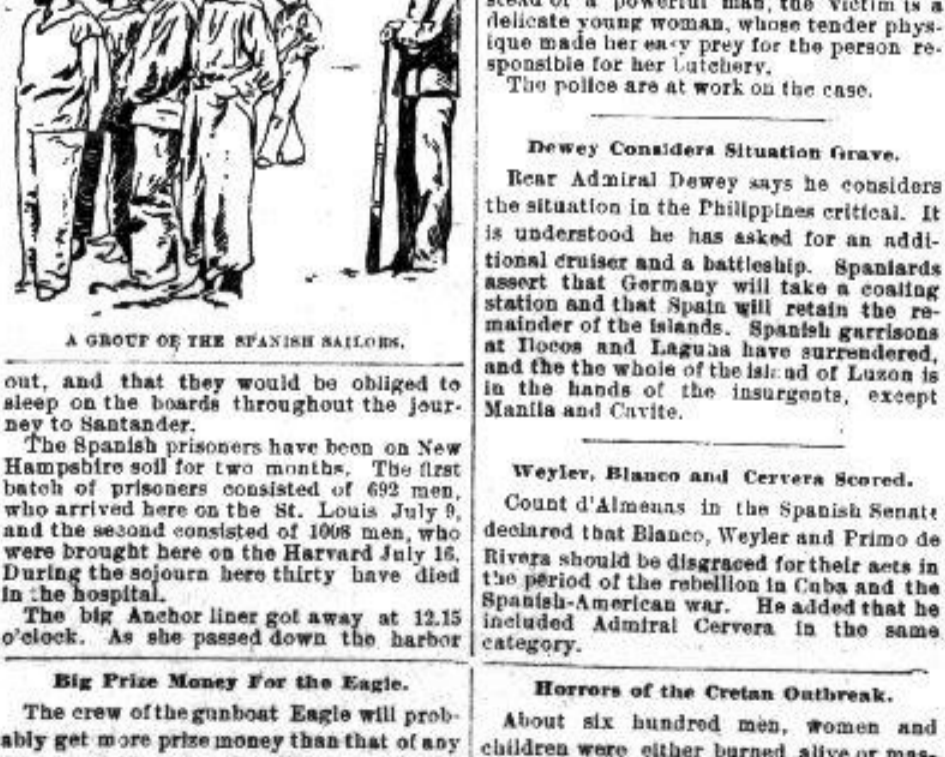 A GROUP OF THE SPANISH SAILORS.
out, and that they would be obliged to
sleep on the boards throughout the jour-
ney to Santander.
The Spanish prisoners have been on New
Hampshire soil for two months. The first
batch of prisoners consisted of 692 men,
who arrived here on the St. Louis July 9,
and the second consisted of 1008 men, who
were brought here on the Harvard July 16.
During the sojourn here thirty have died
in the hospital.
The big Anchor liner got away at 12.15
o'clock. As she passed down the harbor
Big Prize Money For the Eagle.
The crew of the gunboat Eagle will prob-
ably get more prize money than that of any
stead of a powerful man, the victim is a
delicate young woman, whose tender phys-
ique made her easy prey for the person re-
sponsible for her butchery.
The police are at work on the case.
Dewey Considers Situation Grave.
Rear Admiral Dewey says he considers
the situation in the Philippines critical. It
is understood he has asked for an addi-
tional cruiser and a battleship. Spaniards
assert that Germany will take a coaling
station and that Spain will retain the re-
mainder of the islands. Spanish garrisons
at Ilocos and Laguna have surrendered,
and the the whole of the island of Luzon is
in the hands of the insurgents, except
Manila and Cavite.
Weyler, Blanco and Cervera Scored.
Count d'Almenas in the Spanish Senate
declared that Blanco, Weyler and Primo de
Rivera should be disgraced for their acts in
the period of the rebellion in Cuba and the
Spanish-American war. He added that he
included Admiral Cervera in the same
category.
Horrors of the Cretan Outbreak.
About six hundred men, women and
children were either burned alive or mas-